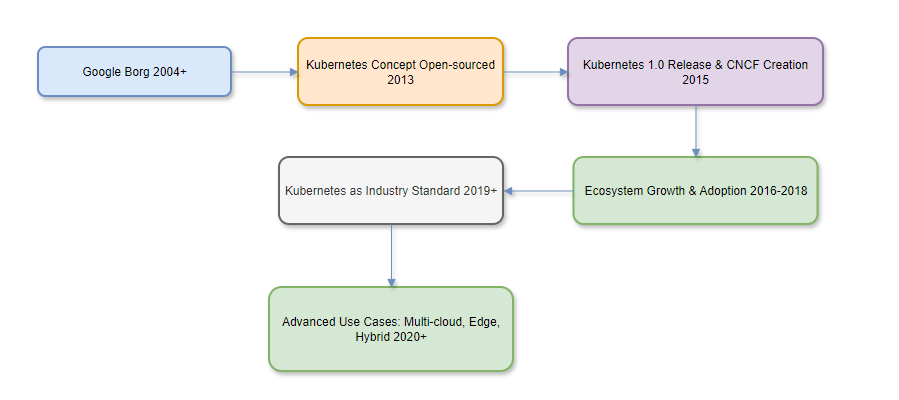 Google Borg 2004+
Kubernetes Concept Open-sourced
2013
Kubernetes 1.0 Release & CNCF Creation
2015
Ecosystem Growth & Adoption 2016-2018
Kubernetes as Industry Standard 2019+
Advanced Use Cases: Multi-cloud, Edge,
Hybrid 2020+